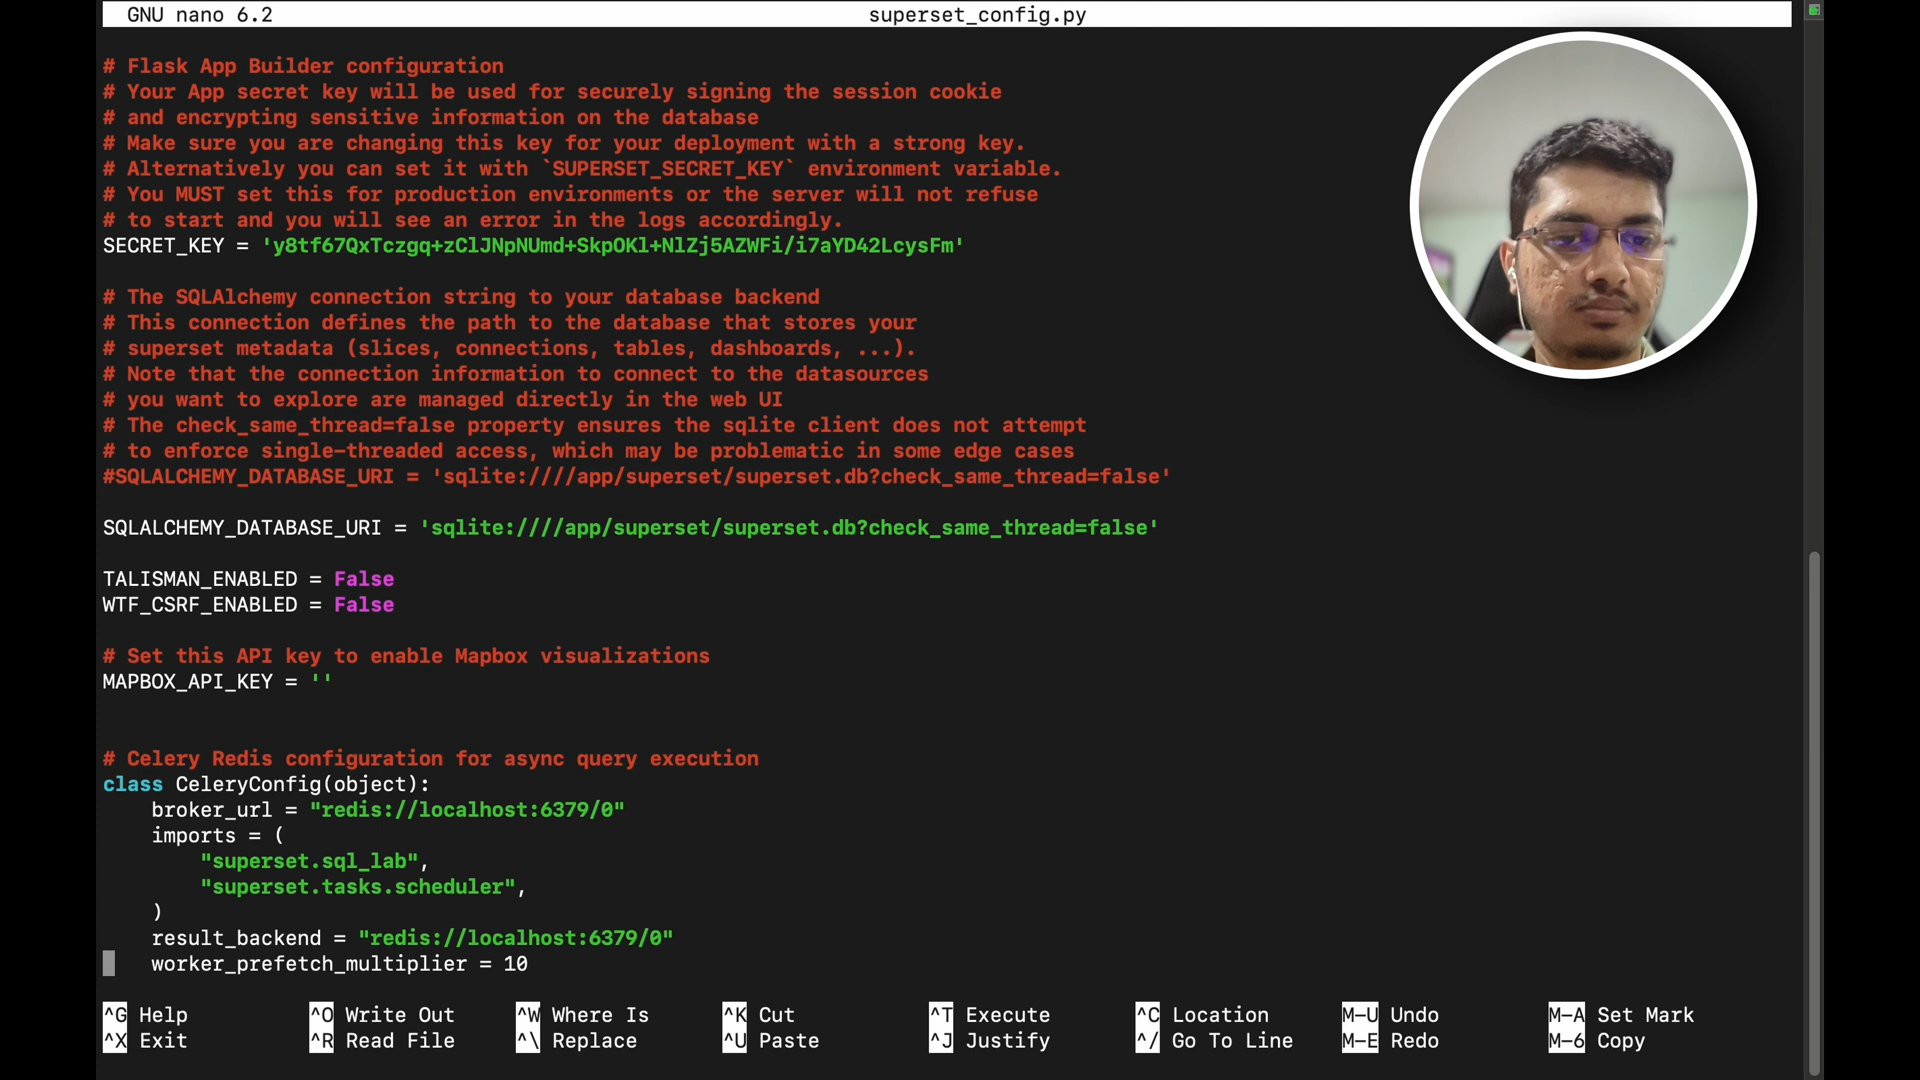 GNU nano 6.2 superset_config.py
# Flask App Builder configuration
# Your App secret key will be used for securely signing the session cookie
# and encrypting sensitive information on the database
# Make sure you are changing this key for your deployment with a strong key.
# Alternatively you can set it with `SUPERSET_SECRET_KEY` environment variable.
# You MUST set this for production environments or the server will not refuse
# to start and you will see an error in the logs accordingly.
SECRET_KEY = 'y8tf67QxTczgq+zClJNpNUmd+SkpOKl+NlZj5AZWFi/i7aYD42LcysFm'
# The SQLAlchemy connection string to your database backend
# This connection defines the path to the database that stores your
# superset metadata (slices, connections, tables, dashboards, ...).
# Note that the connection information to connect to the datasources
# you want to explore are managed directly in the web UI
# The check_same_thread=false property ensures the sqlite client does not attempt
# to enforce single-threaded access, which may be problematic in some edge cases
#SQLALCHEMY_DATABASE_URI = 'sqlite:////app/superset/superset.db?check_same_thread=false'
SQLALCHEMY_DATABASE_URI = 'sqlite:////app/superset/superset.db?check_same_thread=false'
TALISMAN_ENABLED = False
WTF_CSRF_ENABLED = False
# Set this API key to enable Mapbox visualizations
MAPBOX_API_KEY = ''
# Celery Redis configuration for async query execution
class CeleryConfig(object):
broker_url = "redis://localhost:6379/0"
imports = (
"superset.sql_lab",
"superset.tasks.scheduler",
)
result_backend = "redis://localhost:6379/0"
worker_prefetch_multiplier = 10
^G Help ^O Write Out ^W Where Is ^K Cut ^T Execute ^C Location M-U Undo M-A Set Mark
^X Exit ^R Read File ^\ Replace ^U Paste ^J Justify ^/ Go To Line M-E Redo M-6 Copy